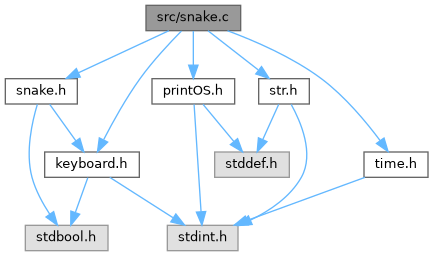 src/snake.c
snake.h
printOS.h
str.h
keyboard.h
stddef.h
time.h
stdbool.h
stdint.h